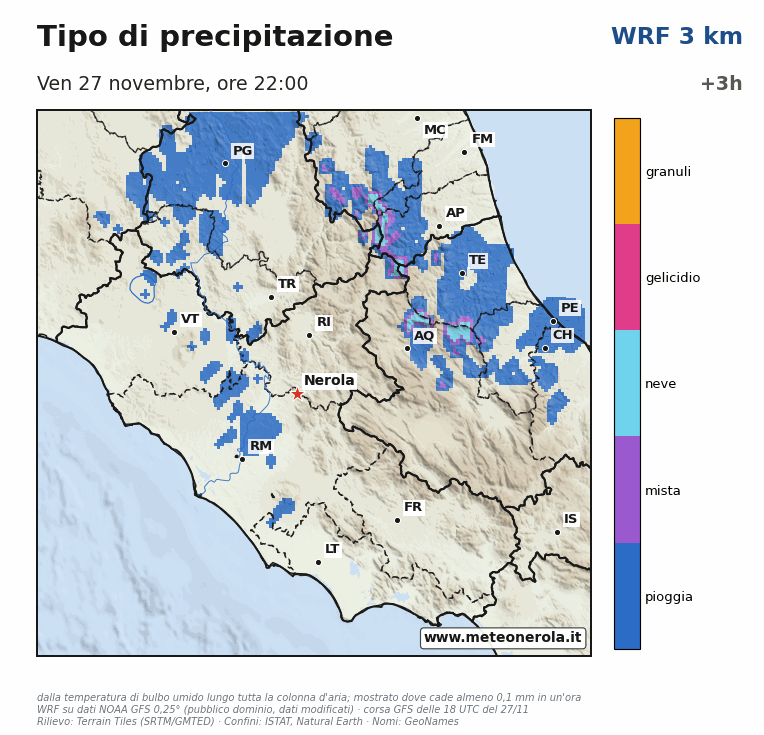 Tipo di precipitazione
WRF 3 km
Ven 27 novembre, ore 22:00
+3h
MC
FM
PG
AP
TE
TR
PE
VT
RI
AQ
CH
Nerola
RM
FR
IS
LT
www.meteonerola.it
granuli
gelicidio
neve
mista
pioggia
dalla temperatura di bulbo umido lungo tutta la colonna d'aria; mostrato dove cade almeno 0,1 mm in un'ora
WRF su dati NOAA GFS 0,25° (pubblico dominio, dati modificati) · corsa GFS delle 18 UTC del 27/11
Rilievo: Terrain Tiles (SRTM/GMTED) · Confini: ISTAT, Natural Earth · Nomi: GeoNames